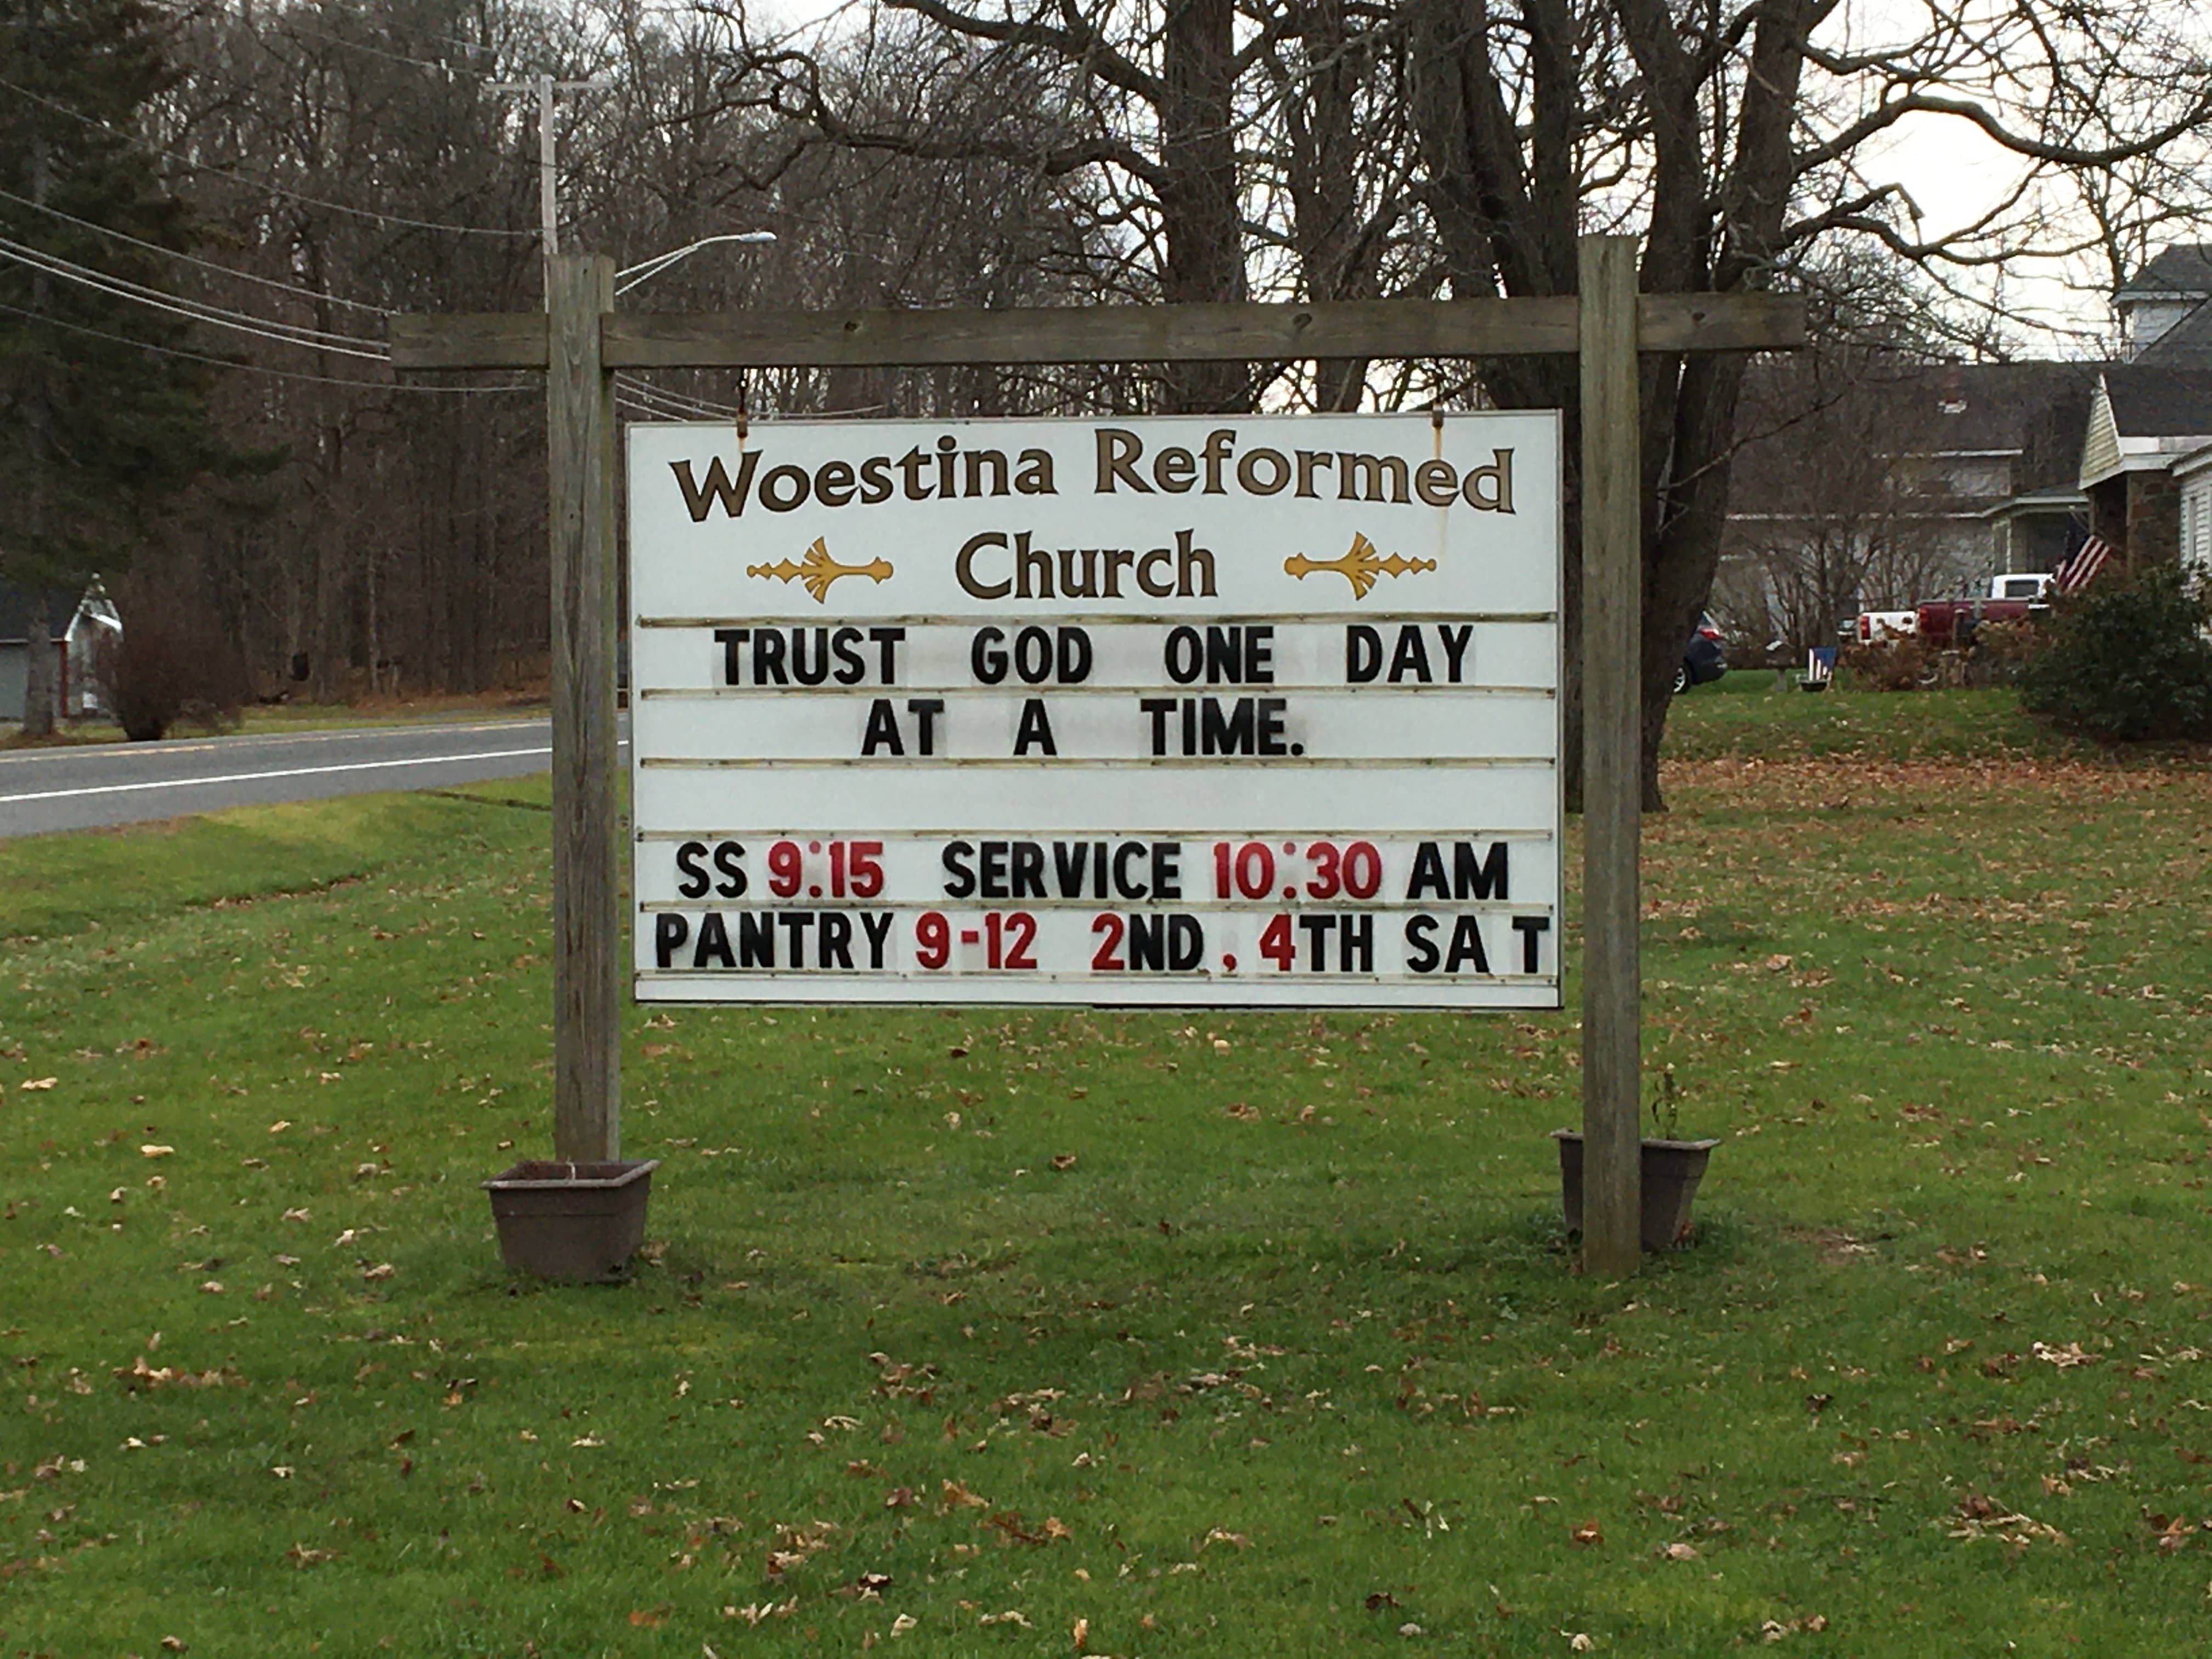 Woestina Reformed
Church
TRUST GOD ONE DAY
AT A TIME.
SS 9:15 SERVICE 10:30 AM
PANTRY 9-12 2ND, 4TH SAT